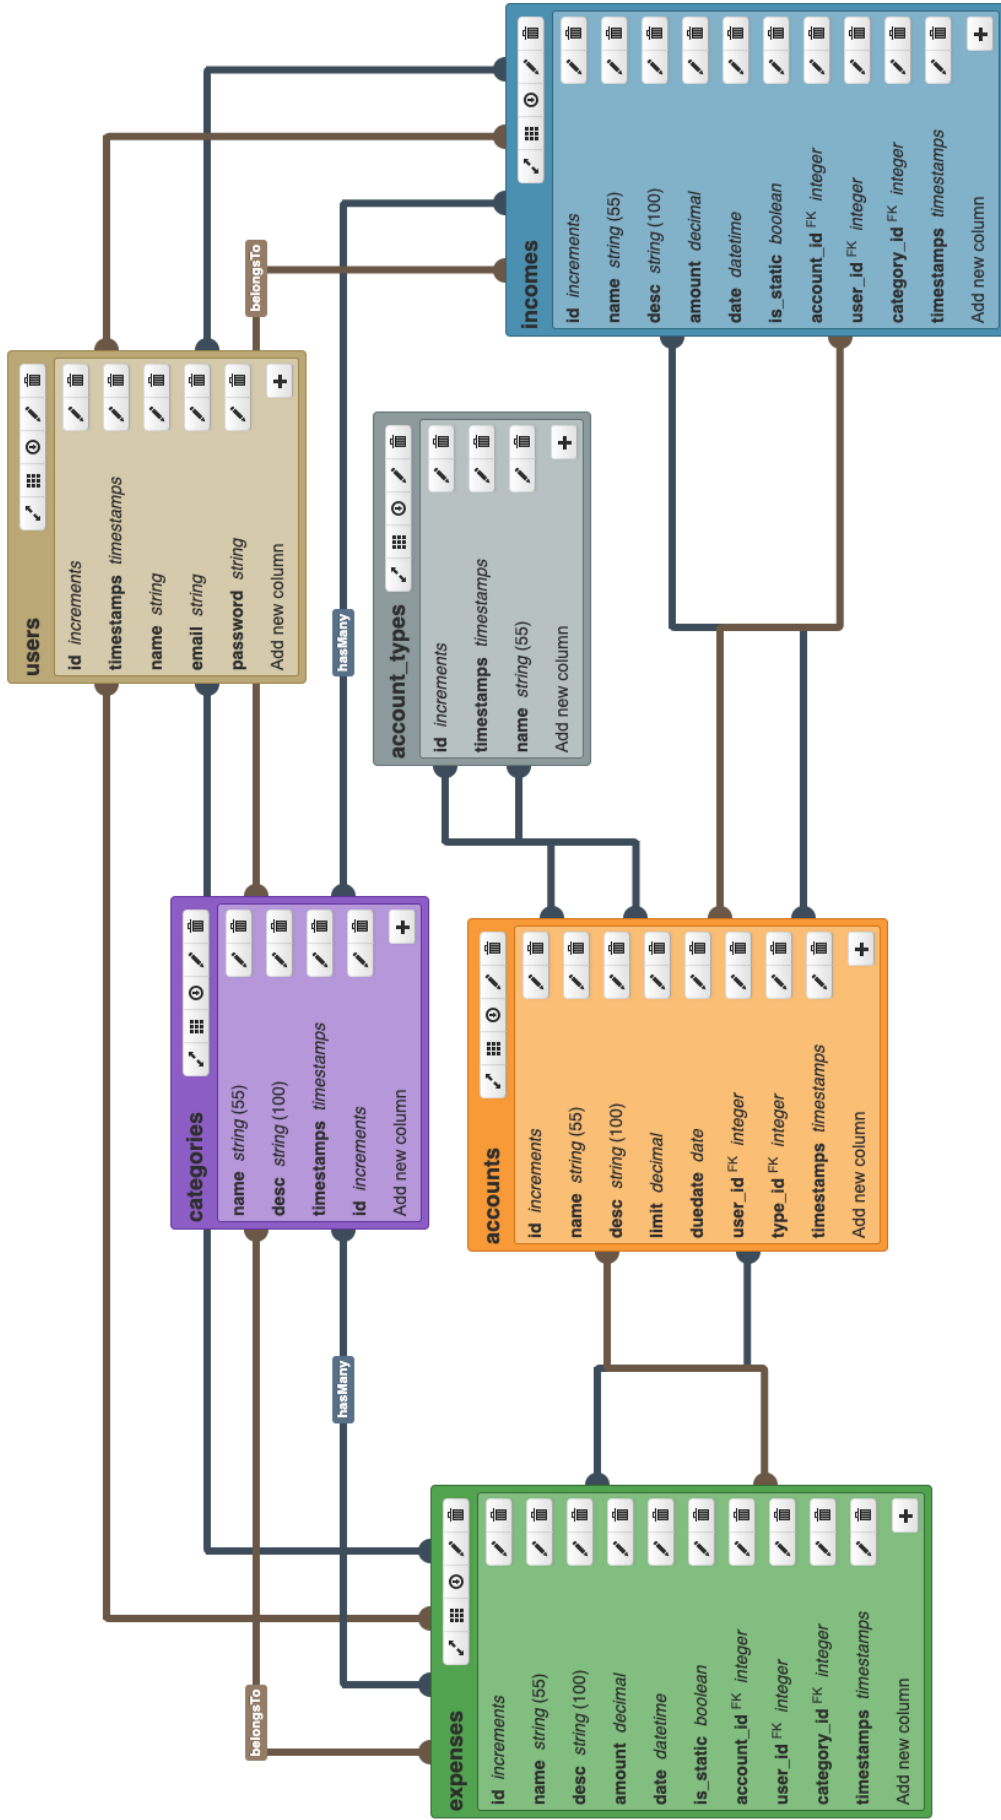 users
id increments
timestamps timestamps
name string
email string
password string
Add new column
belongsTo
incomes
id increments
name string (55)
desc string (100)
amount decimal
date datetime
is_static boolean
account_id FK integer
user_id FK integer
category_id FK integer
timestamps timestamps
Add new column
hasMany
account_types
id increments
timestamps timestamps
name string (55)
Add new column
categories
name string (55)
desc string (100)
timestamps timestamps
id increments
Add new column
accounts
id increments
name string (55)
desc string (100)
limit decimal
duedate date
user_id FK integer
type_id FK integer
timestamps timestamps
Add new column
hasMany
belongsTo
expenses
id increments
name string (55)
desc string (100)
amount decimal
date datetime
is_static boolean
account_id FK integer
user_id FK integer
category_id FK integer
timestamps timestamps
Add new column